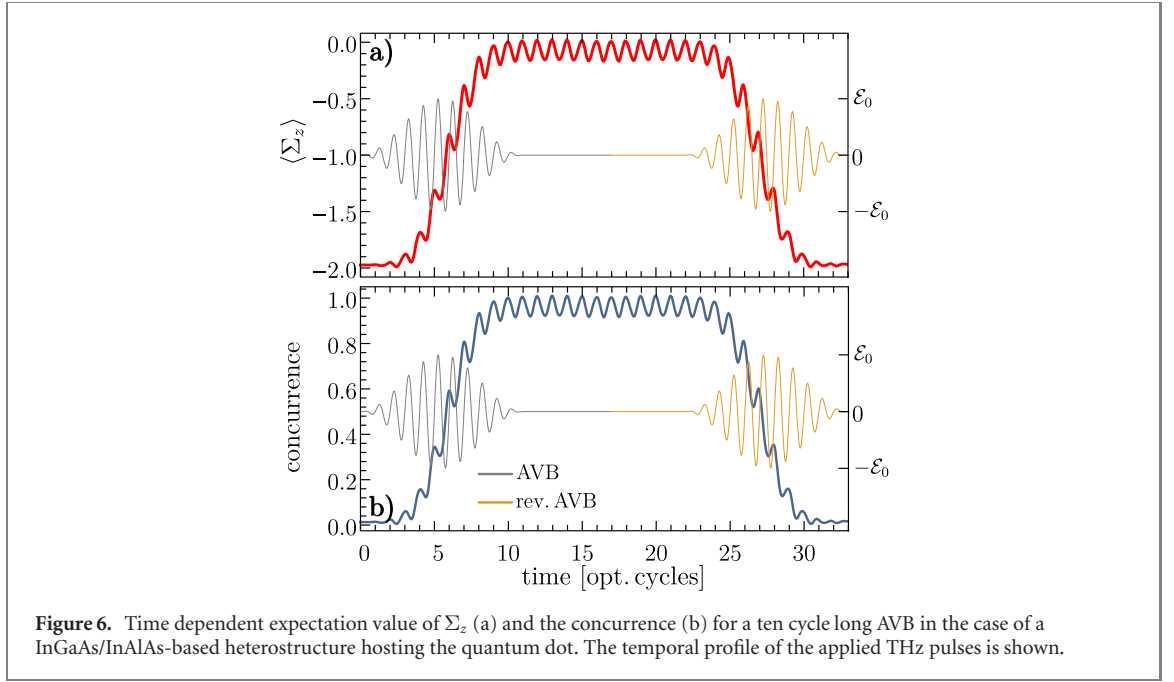 a)
0.0
−0.5
−1.0
−1.5
−2.0
⟨Σz⟩
ℰ0
0
−ℰ0
b)
1.0
0.8
0.6
0.4
0.2
0.0
concurrence
ℰ0
0
−ℰ0
AVB
rev. AVB
0 5 10 15 20 25 30
time [opt. cycles]
Figure 6. Time dependent expectation value of Σz (a) and the concurrence (b) for a ten cycle long AVB in the case of a
InGaAs/InAlAs-based heterostructure hosting the quantum dot. The temporal profile of the applied THz pulses is shown.